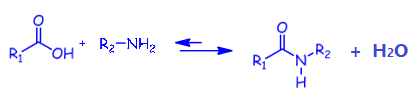 O
R₁ OH + R₂–NH₂ O R₁ N R₂ H + H₂O